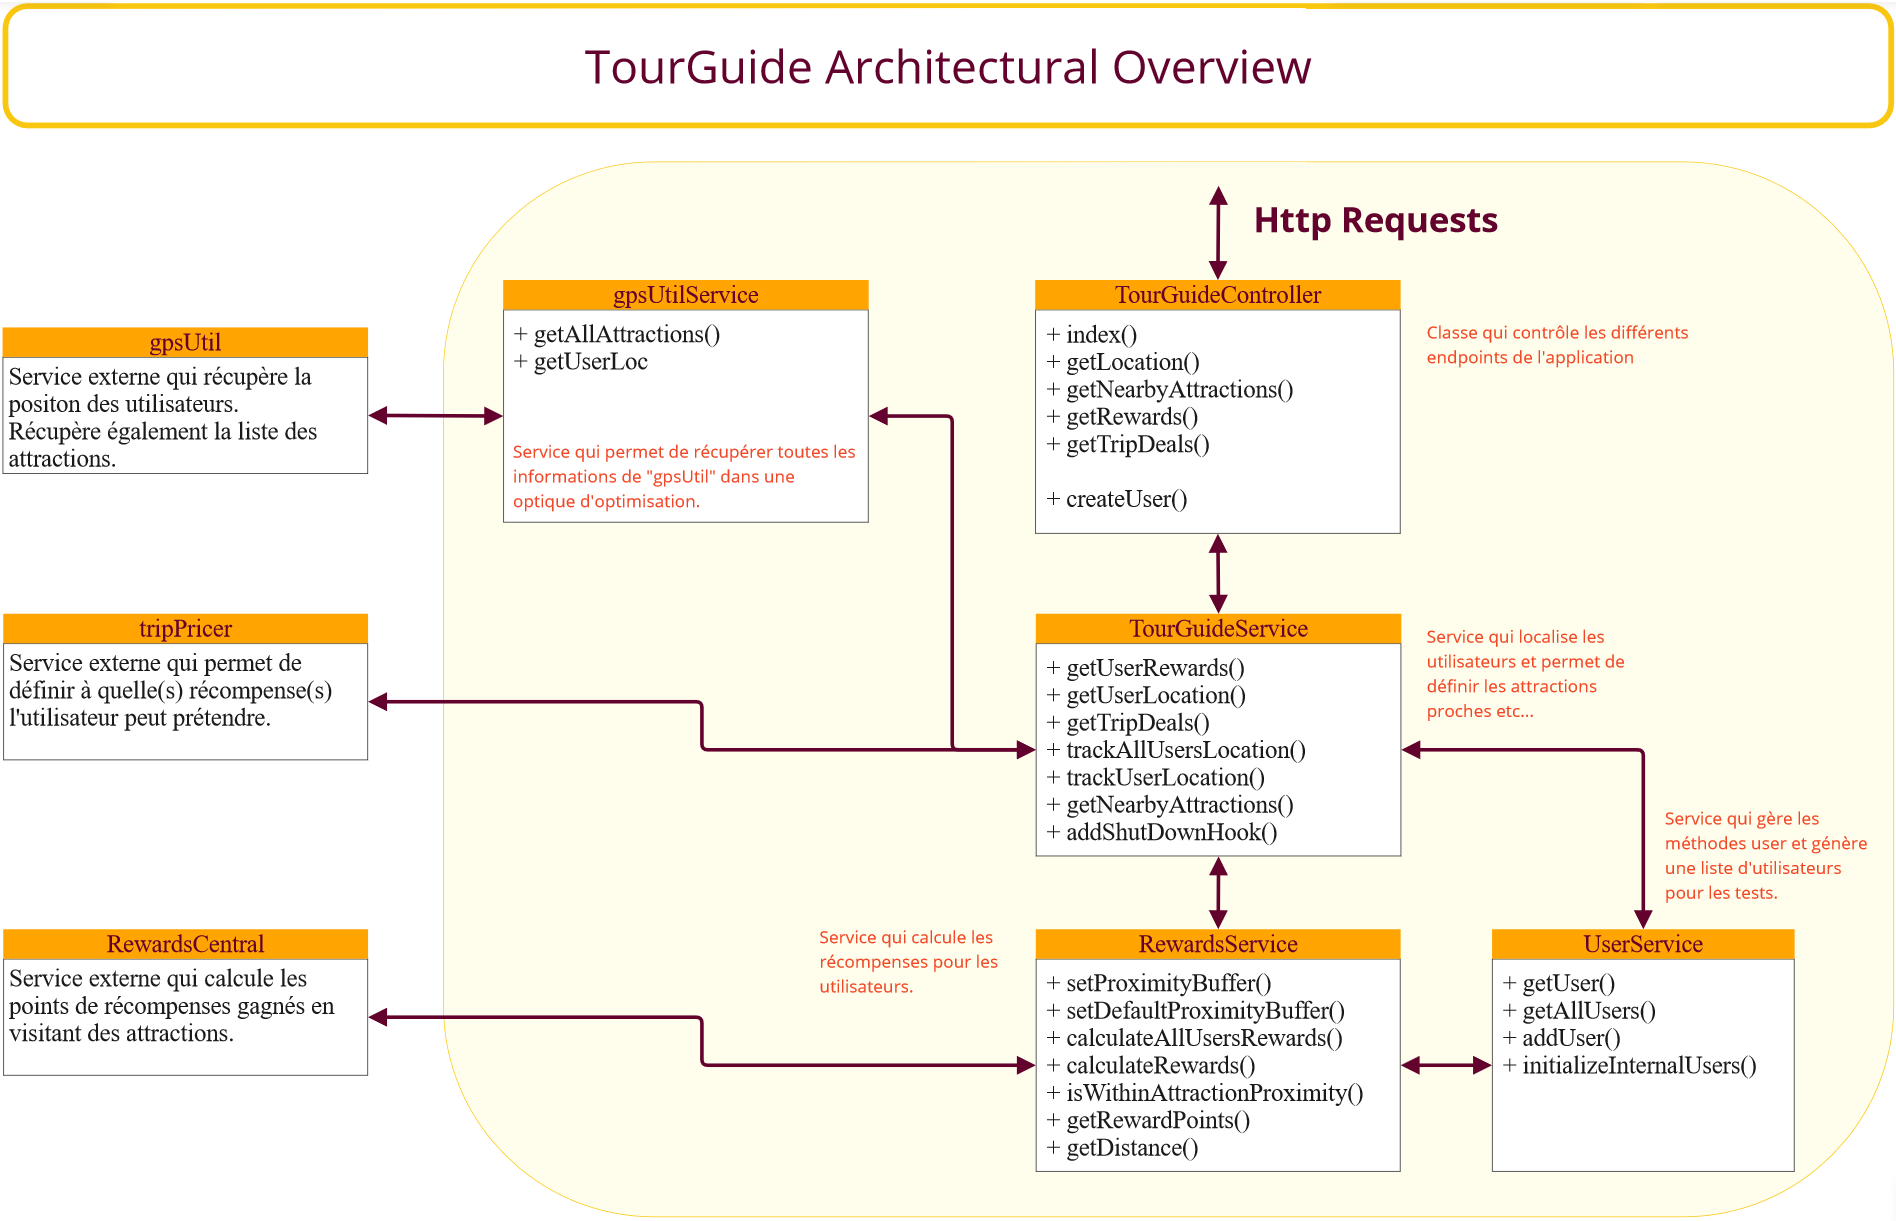 TourGuide Architectural Overview
Http Requests
gpsUtil
Service externe qui récupère la
positon des utilisateurs.
Récupère également la liste des
attractions.
gpsUtilService
+ getAllAttractions()
+ getUserLoc
Service qui permet de récupérer toutes les
informations de "gpsUtil" dans une
optique d'optimisation.
TourGuideController
+ index()
+ getLocation()
+ getNearbyAttractions()
+ getRewards()
+ getTripDeals()
+ createUser()
Classe qui contrôle les différents
endpoints de l'application
tripPricer
Service externe qui permet de
définir à quelle(s) récompense(s)
l'utilisateur peut prétendre.
TourGuideService
+ getUserRewards()
+ getUserLocation()
+ getTripDeals()
+ trackAllUsersLocation()
+ trackUserLocation()
+ getNearbyAttractions()
+ addShutDownHook()
Service qui localise les
utilisateurs et permet de
définir les attractions
proches etc...
Service qui gère les
méthodes user et génère
une liste d'utilisateurs
pour les tests.
RewardsCentral
Service externe qui calcule les
points de récompenses gagnés en
visitant des attractions.
Service qui calcule les
récompenses pour les
utilisateurs.
RewardsService
+ setProximityBuffer()
+ setDefaultProximityBuffer()
+ calculateAllUsersRewards()
+ calculateRewards()
+ isWithinAttractionProximity()
+ getRewardPoints()
+ getDistance()
UserService
+ getUser()
+ getAllUsers()
+ addUser()
+ initializeInternalUsers()